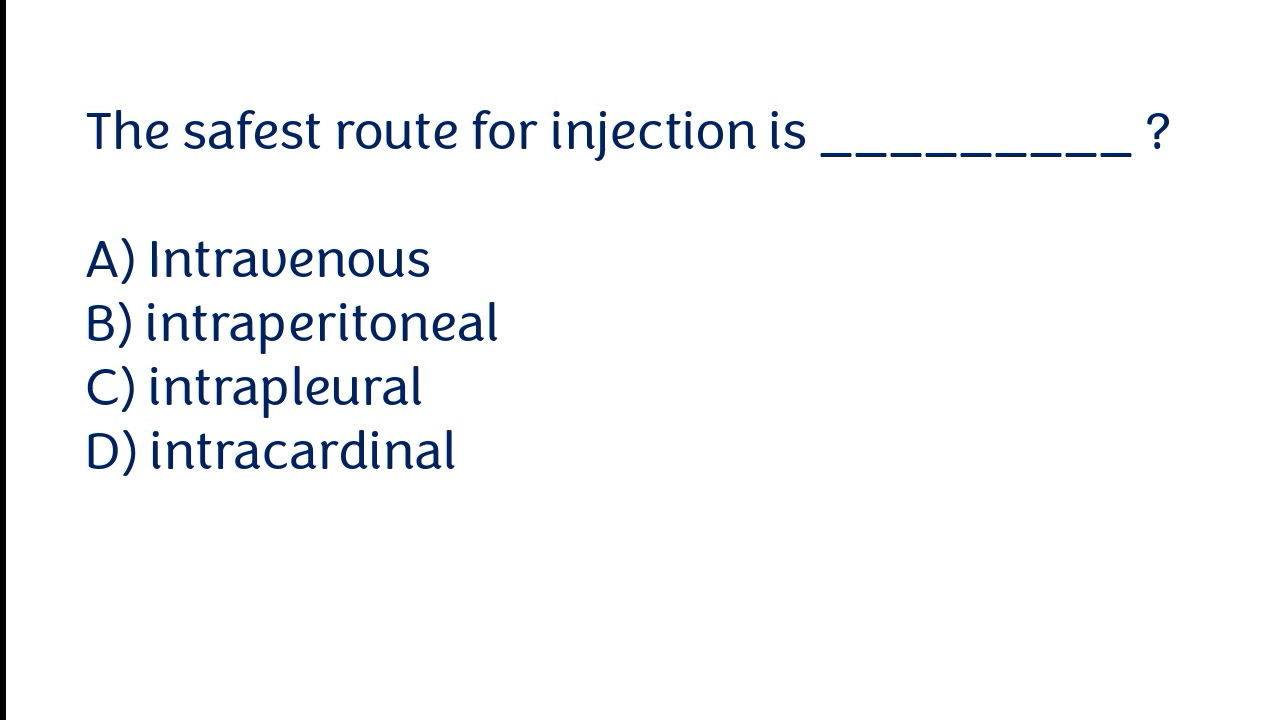 The safest route for injection is _________ ?
A) Intravenous
B) intraperitoneal
C) intrapleural
D) intracardinal